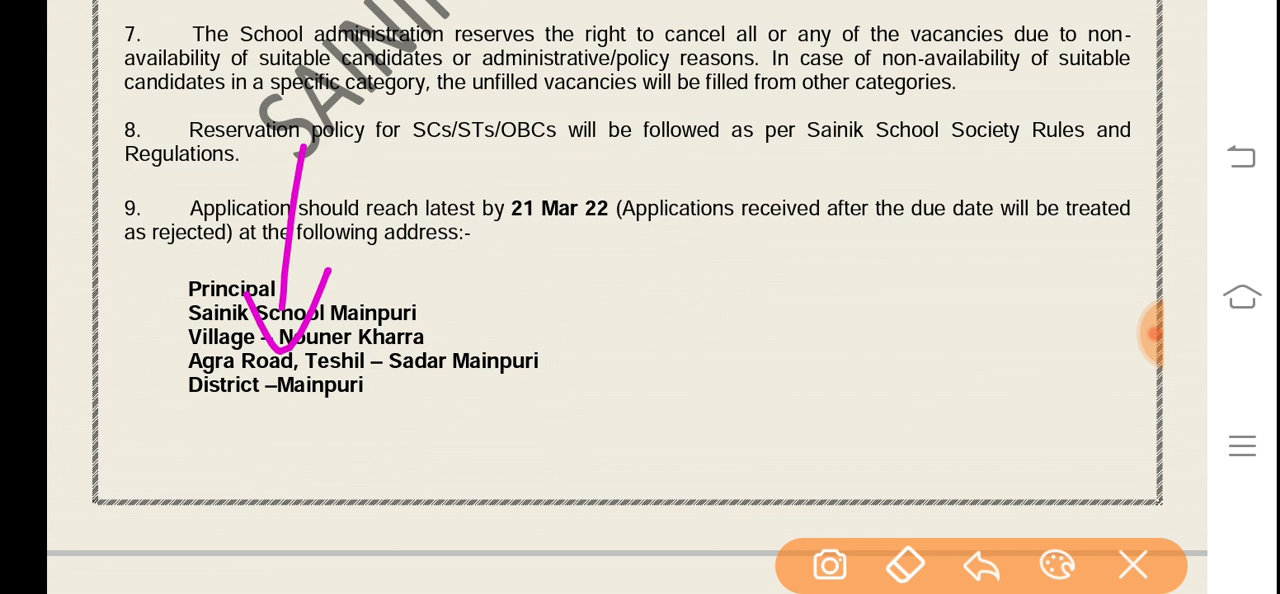 7. The School administration reserves the right to cancel all or any of the vacancies due to non-
availability of suitable candidates or administrative/policy reasons. In case of non-availability of suitable
candidates in a specific category, the unfilled vacancies will be filled from other categories.
8. Reservation policy for SCs/STs/OBCs will be followed as per Sainik School Society Rules and
Regulations.
9. Application should reach latest by 21 Mar 22 (Applications received after the due date will be treated
as rejected) at the following address:-
Principal
Sainik School Mainpuri
Village – Nouner Kharra
Agra Road, Teshil – Sadar Mainpuri
District –Mainpuri
SAINI